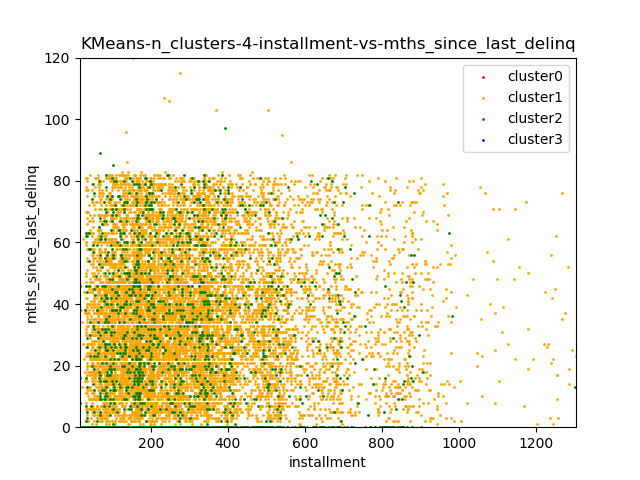 KMeans-n_clusters-4-installment-vs-mths_since_last_delinq
120
100
80
60
40
20
0
mths_since_last_delinq
cluster0
cluster1
cluster2
cluster3
200 400 600 800 1000 1200
installment